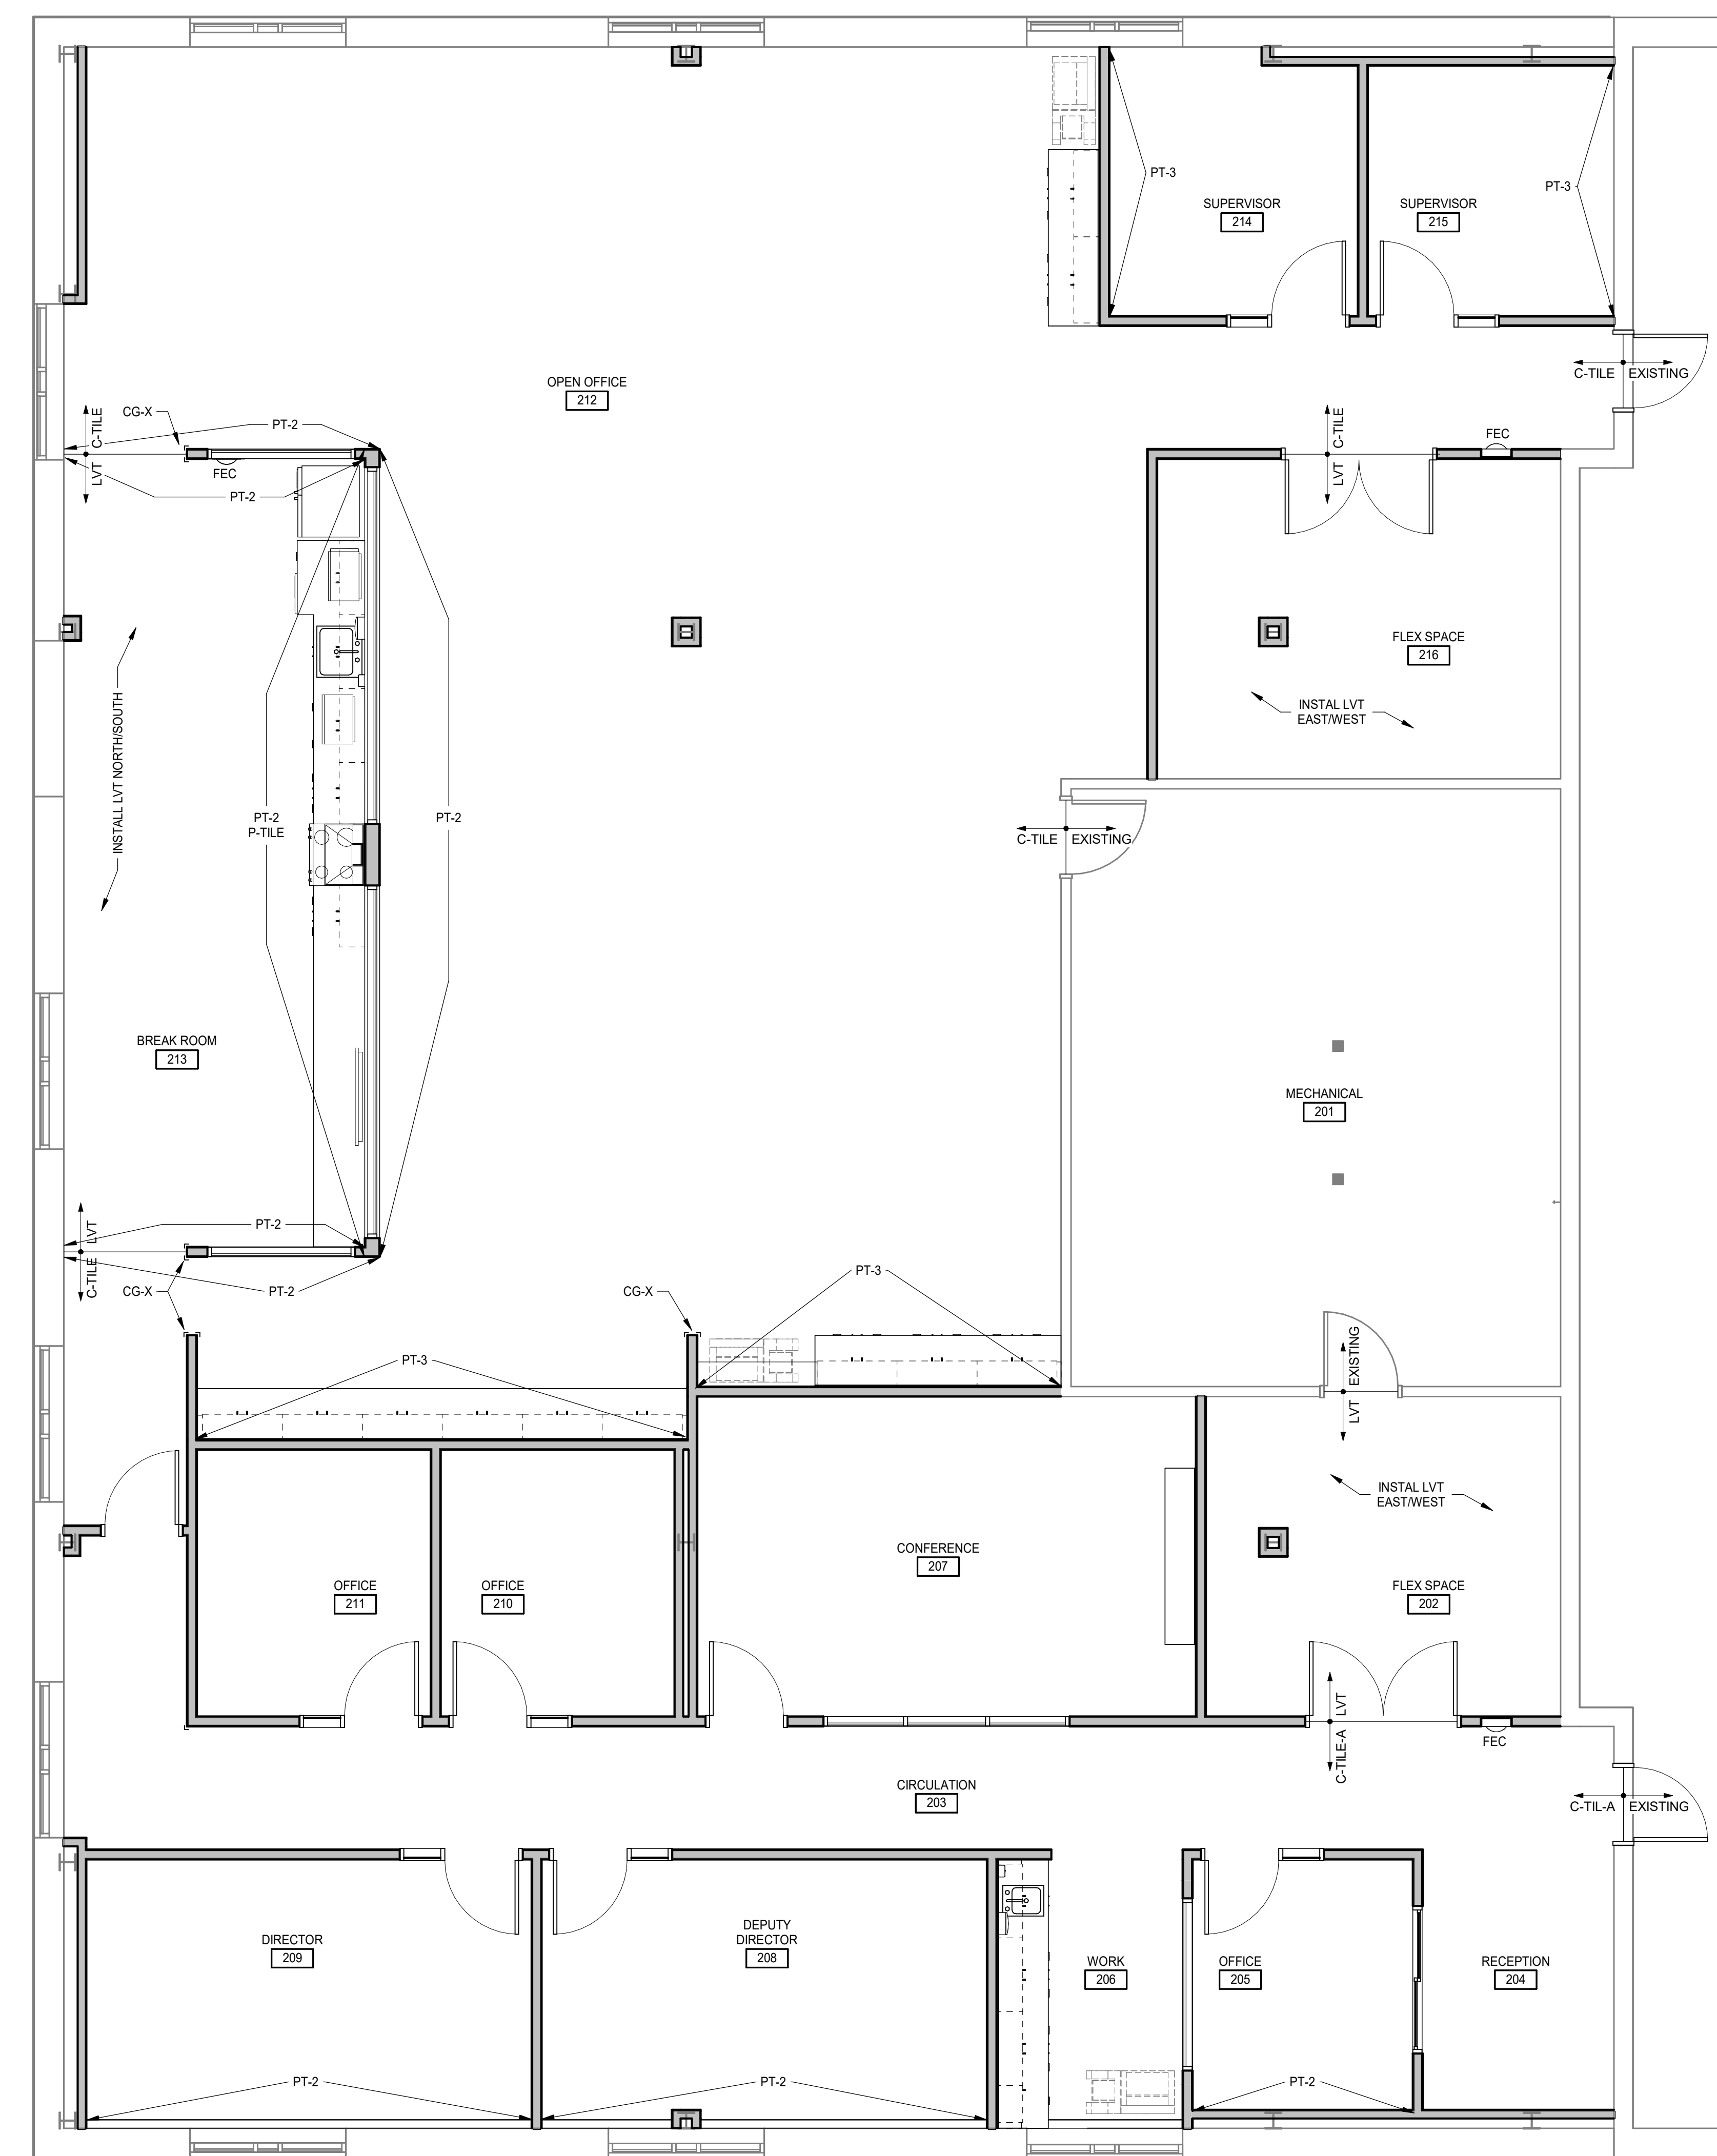 PT-3
SUPERVISOR
214
SUPERVISOR
215
PT-3
OPEN OFFICE
212
C-TILE
EXISTING
CG-X
C-TILE
LVT
PT-2
FEC
PT-2
C-TILE
LVT
FEC
FLEX SPACE
216
INSTAL LVT
EAST/WEST
INSTALL LVT NORTH/SOUTH
PT-2
P-TILE
PT-2
C-TILE
EXISTING
BREAK ROOM
213
MECHANICAL
201
LVT
C-TILE
PT-2
PT-2
CG-X
CG-X
PT-3
PT-3
EXISTING
LVT
INSTAL LVT
EAST/WEST
CONFERENCE
207
OFFICE
211
OFFICE
210
FLEX SPACE
202
LVT
C-TILE-A
FEC
CIRCULATION
203
C-TIL-A
EXISTING
DIRECTOR
209
DEPUTY
DIRECTOR
208
WORK
206
OFFICE
205
RECEPTION
204
PT-2
PT-2
PT-2